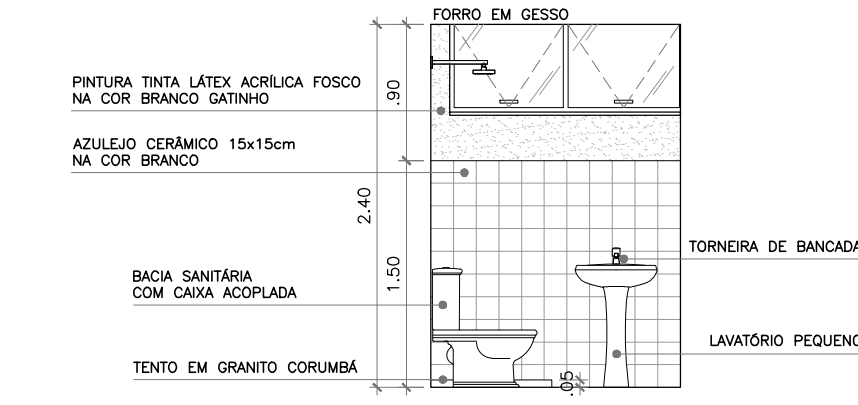 FORRO EM GESSO
PINTURA TINTA LÁTEX ACRÍLICA FOSCO
NA COR BRANCO GATINHO
.90
AZULEJO CERÂMICO 15x15cm
NA COR BRANCO
2.40
TORNEIRA DE BANCADA
1.50
BACIA SANITÁRIA
COM CAIXA ACOPLADA
LAVATÓRIO PEQUENO
TENTO EM GRANITO CORUMBÁ
.05